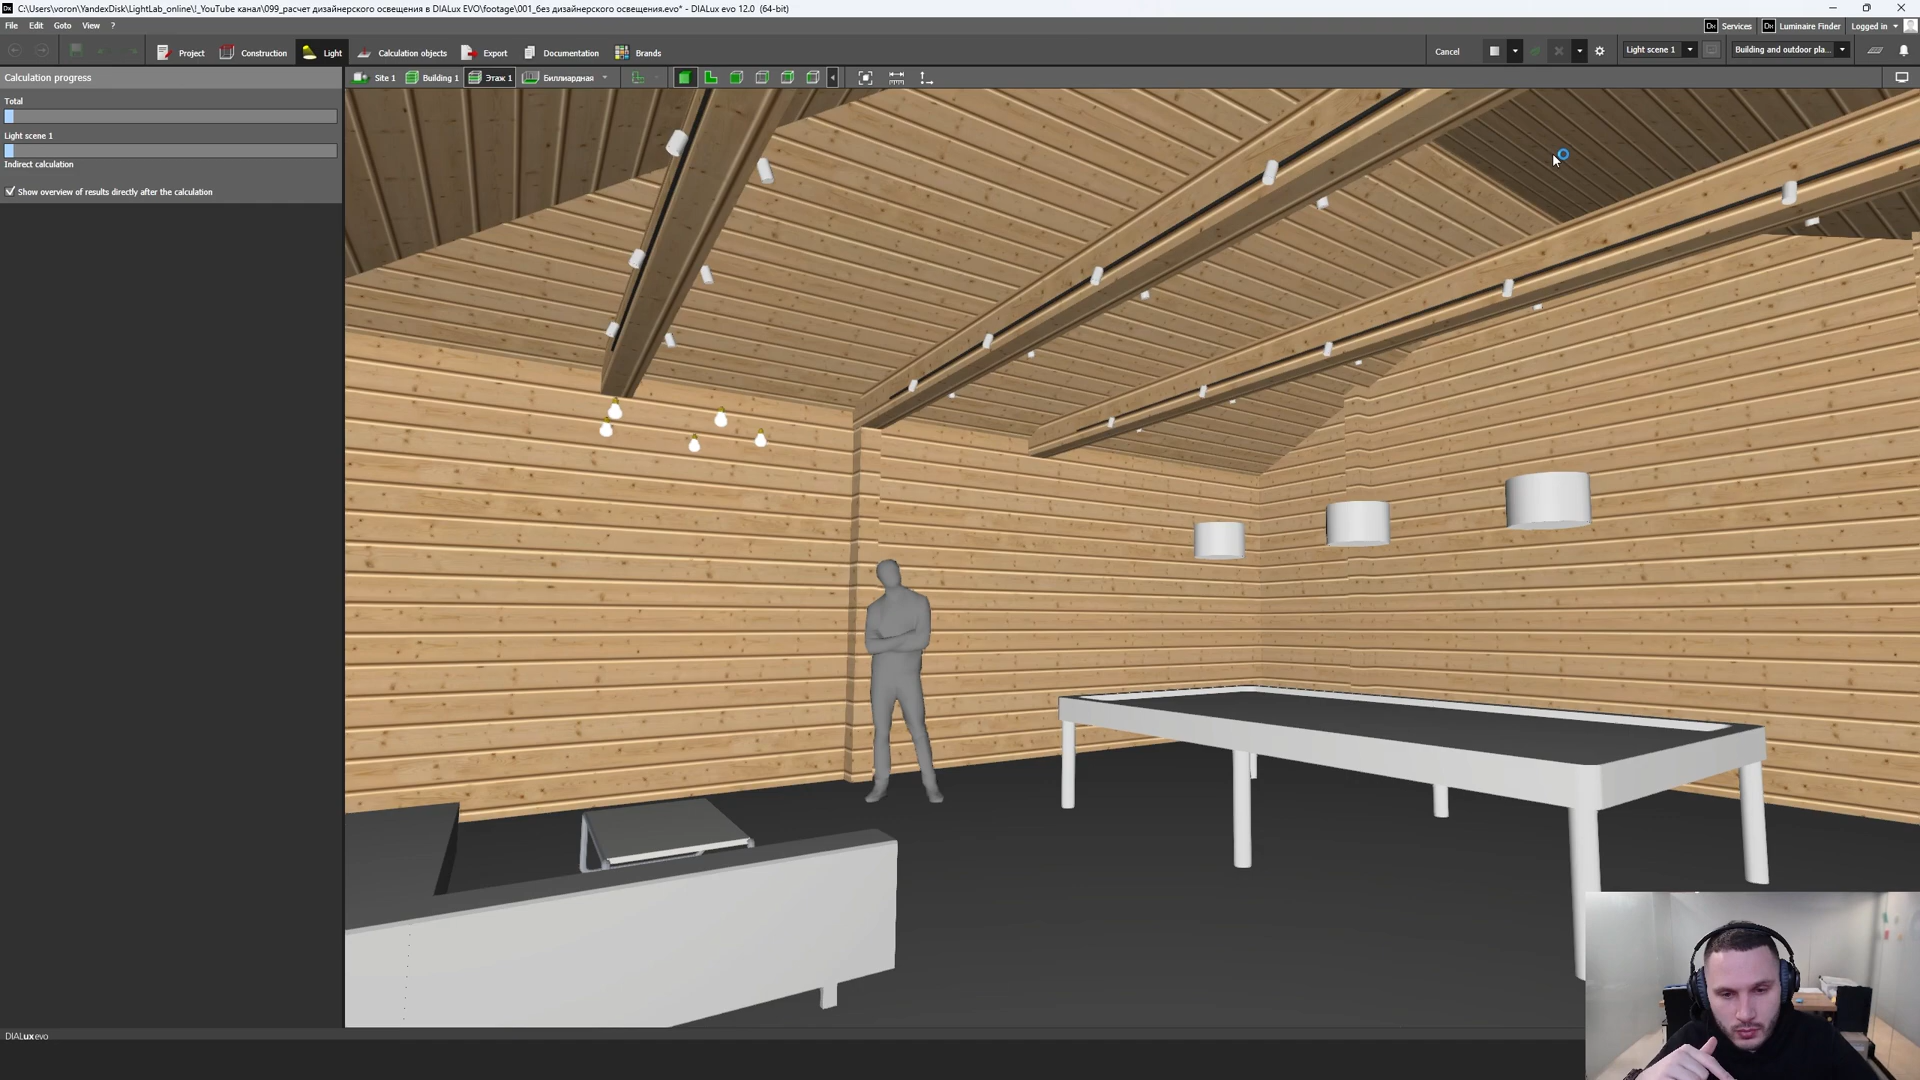 C:\Users\voron\YandexDisk\LightLab_online\!_YouTube канал\099_расчет дизайнерского освещения в DIALux EVO\footage\001_без дизайнерского освещения.evo* - DIALux evo 12.0 (64-bit)
File Edit Goto View ?
Services Luminaire Finder Logged in
Project Construction Light Calculation objects Export Documentation Brands
Cancel Light scene 1 Building and outdoor pla...
Calculation progress
Site 1 Building 1 Этаж 1 Биллиардная
Total
Light scene 1
Indirect calculation
Show overview of results directly after the calculation
DIALux evo